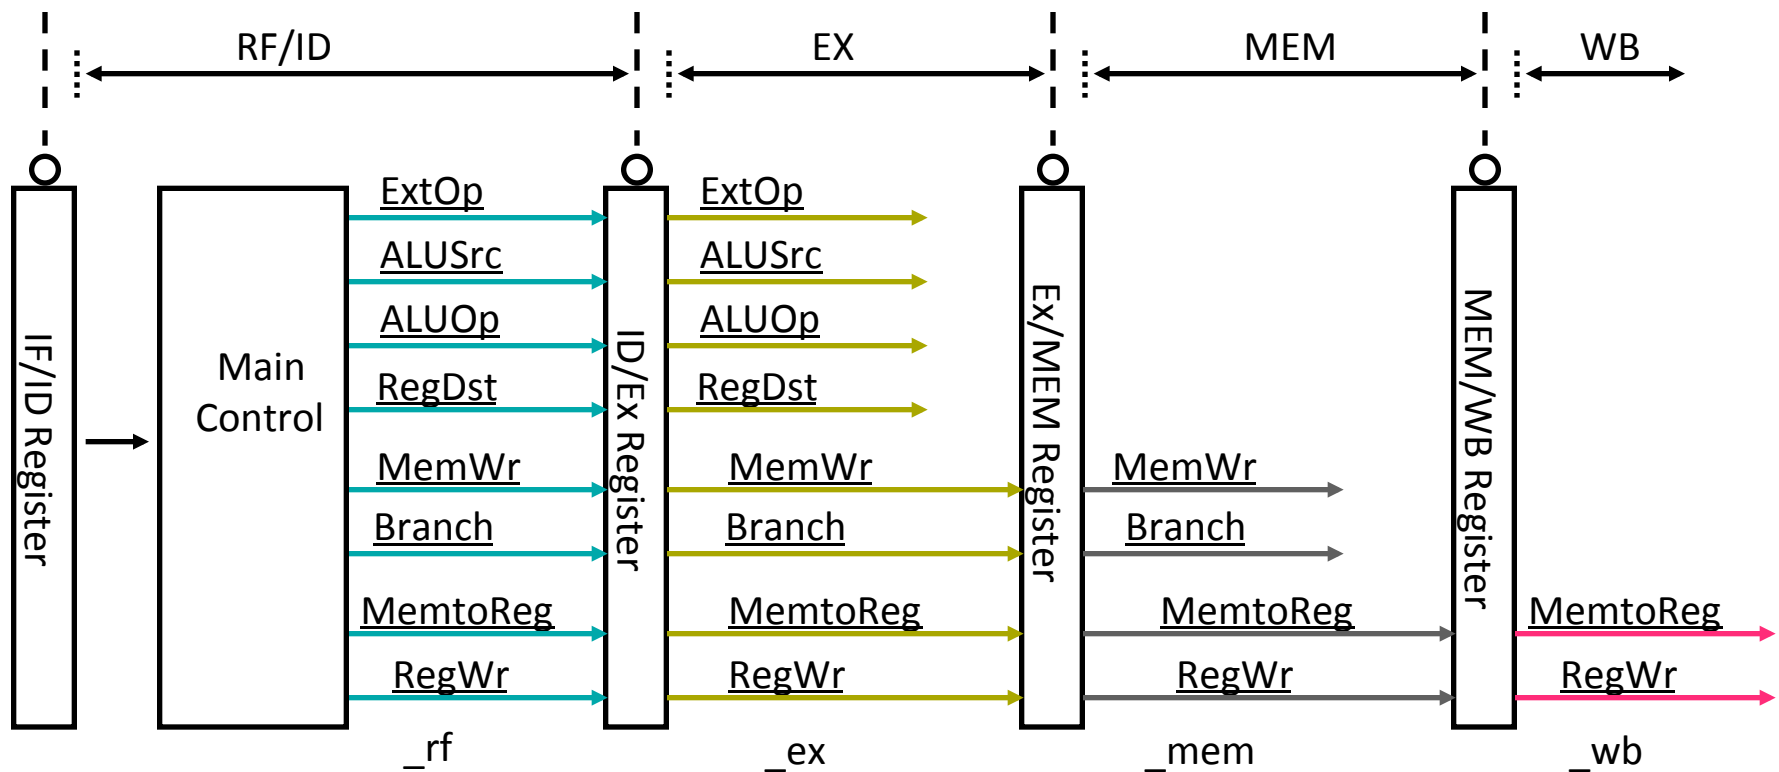 RF/ID
EX
MEM
WB
IF/ID Register
Main
Control
ExtOp
ALUSrc
ALUOp
RegDst
MemWr
Branch
MemtoReg
RegWr
_rf
ID/Ex Register
ExtOp
ALUSrc
ALUOp
RegDst
MemWr
Branch
MemtoReg
RegWr
_ex
Ex/MEM Register
MemWr
Branch
MemtoReg
RegWr
_mem
MEM/WB Register
MemtoReg
RegWr
_wb